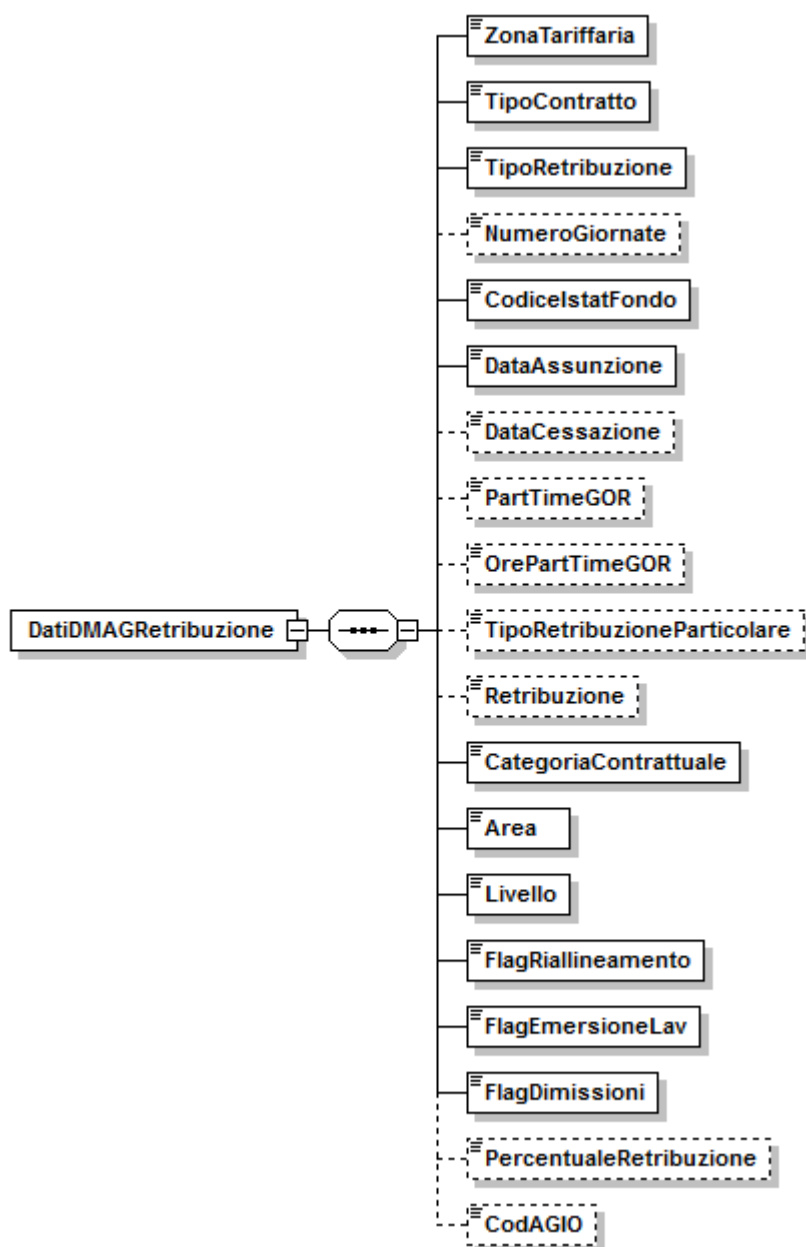 ZonaTariffaria
TipoContratto
TipoRetribuzione
NumeroGiornate
CodiceIstatFondo
DataAssunzione
DataCessazione
PartTimeGOR
OrePartTimeGOR
DatiDMAGRetribuzione
TipoRetribuzioneParticolare
Retribuzione
CategoriaContrattuale
Area
Livello
FlagRiallineamento
FlagEmersioneLav
FlagDimissioni
PercentualeRetribuzione
CodAGIO